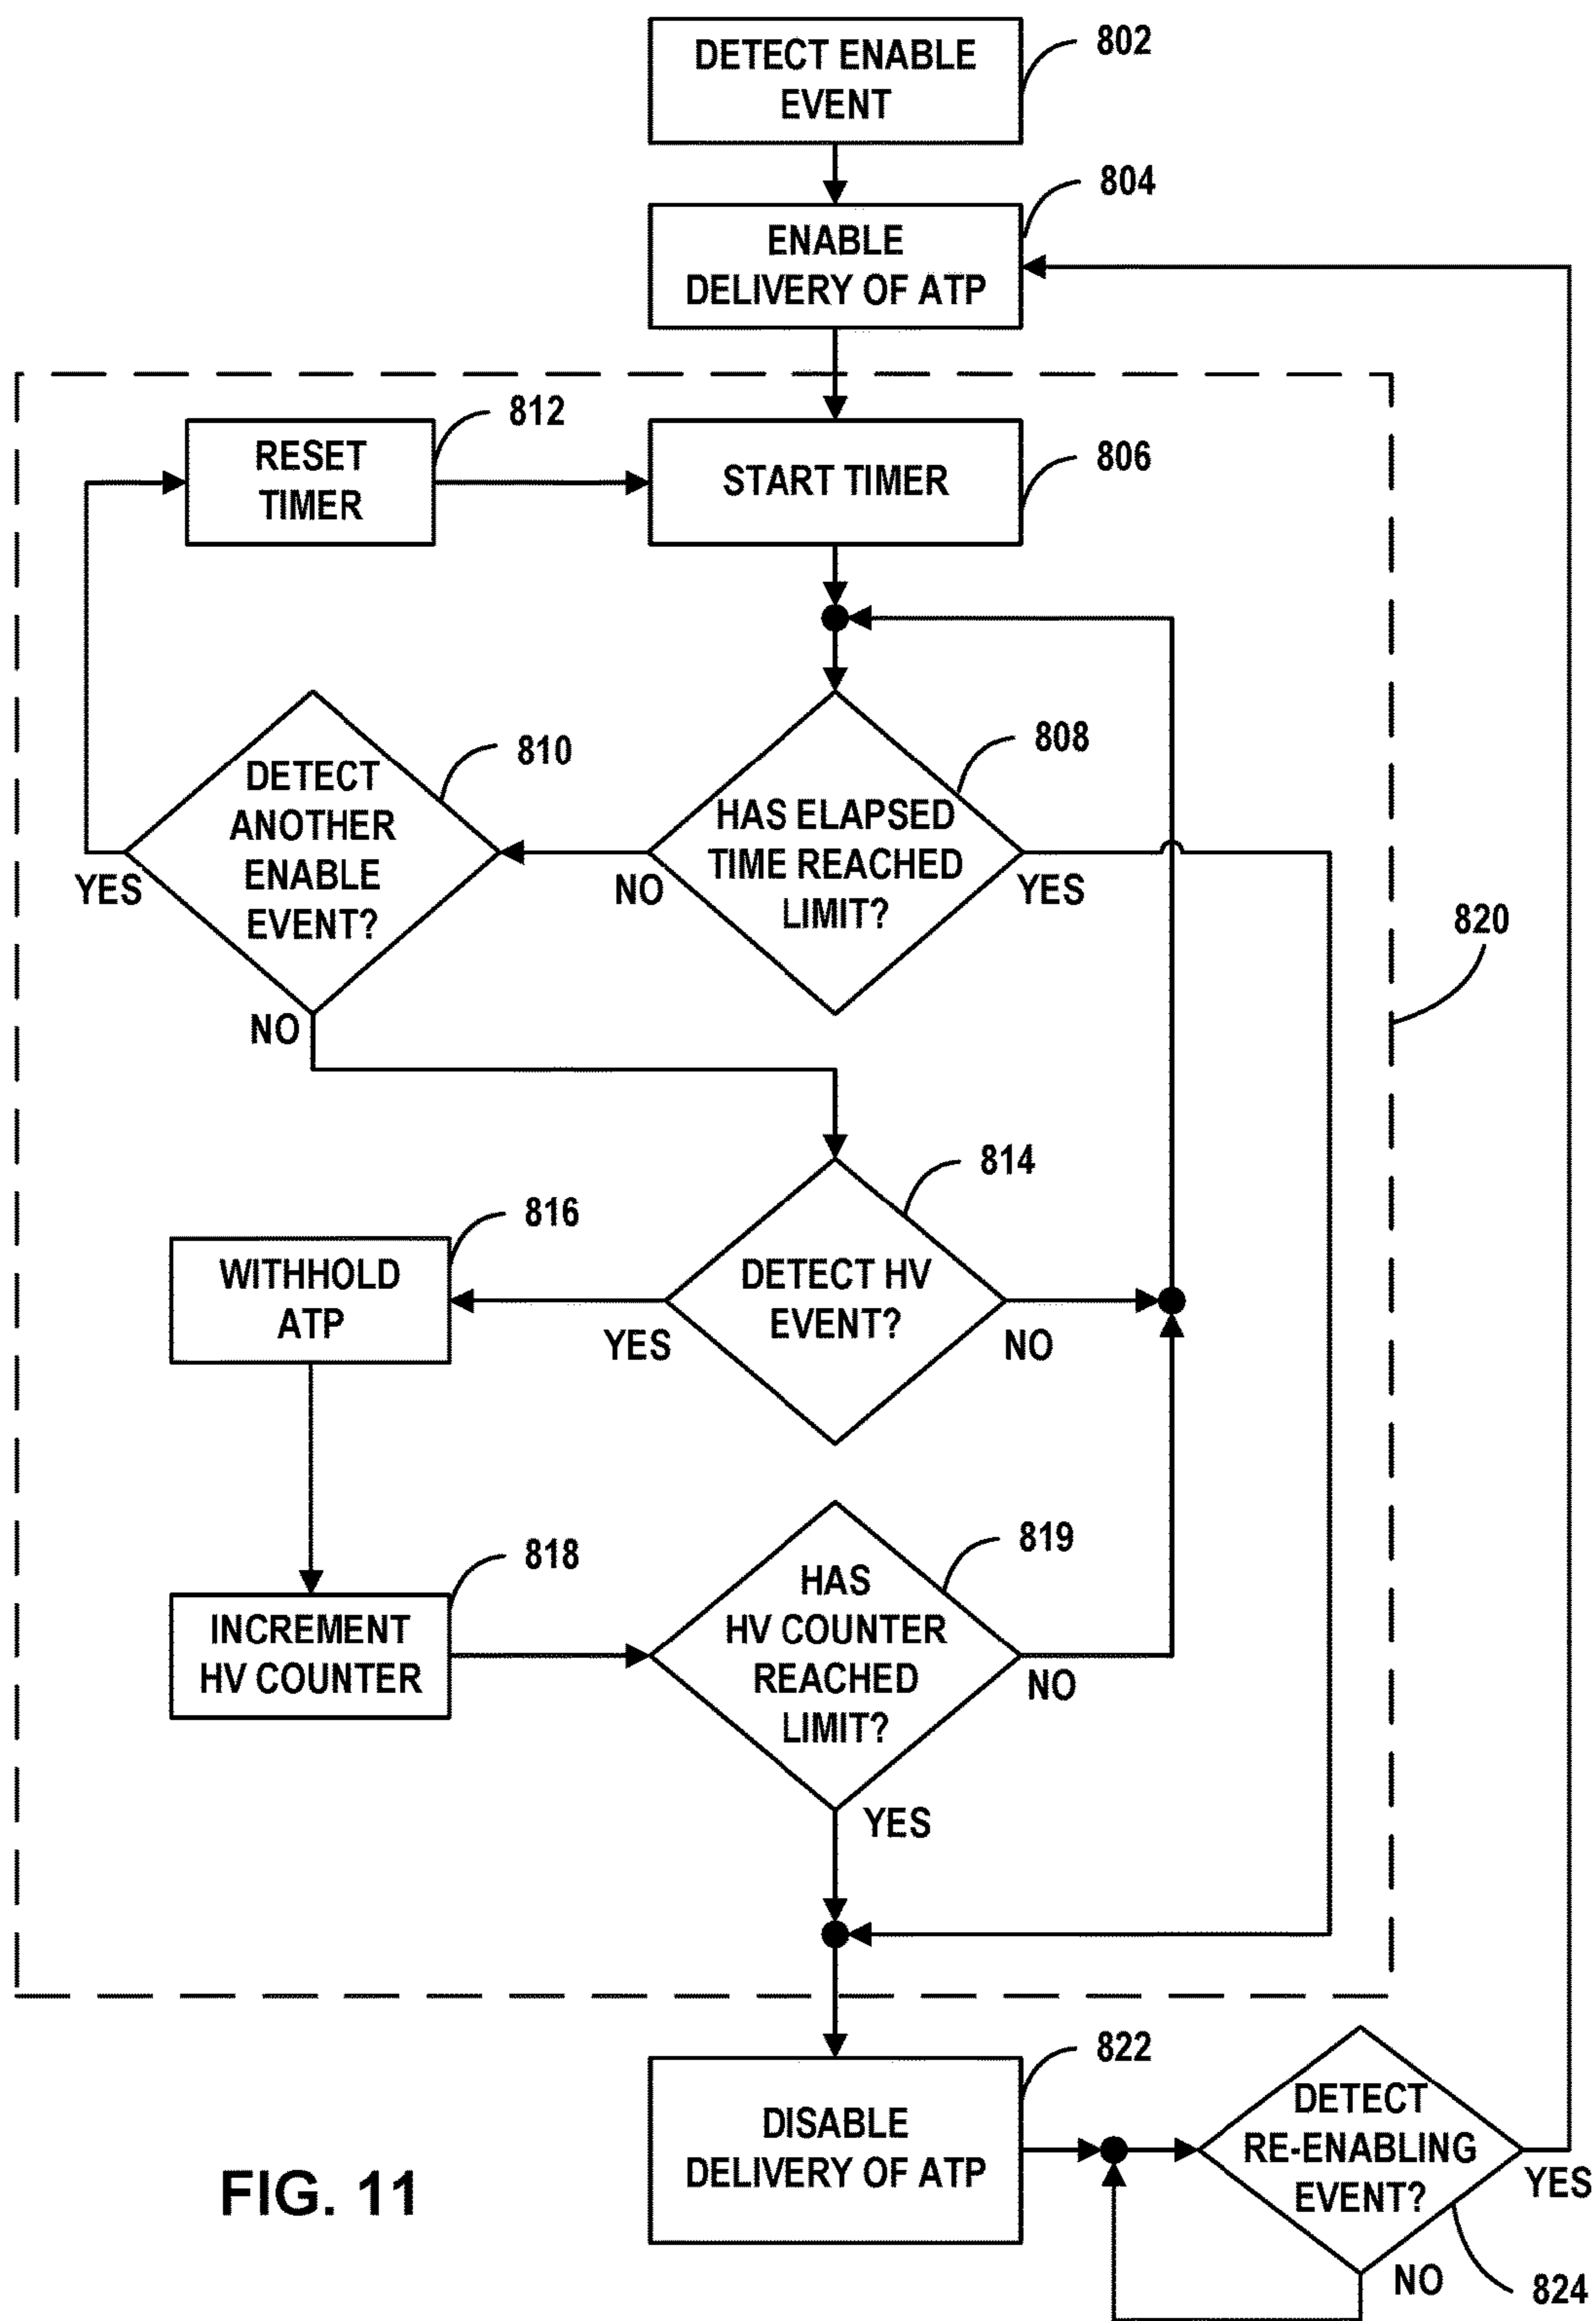 DETECT ENABLE
EVENT
802
ENABLE
DELIVERY OF ATP
804
RESET
TIMER
812
START TIMER
806
DETECT
ANOTHER
ENABLE
EVENT?
810
YES
NO
HAS ELAPSED
TIME REACHED
LIMIT?
808
NO
YES
820
DETECT HV
EVENT?
814
YES
NO
WITHHOLD
ATP
816
INCREMENT
HV COUNTER
818
HAS
HV COUNTER
REACHED
LIMIT?
819
NO
YES
DISABLE
DELIVERY OF ATP
822
DETECT
RE-ENABLING
EVENT?
YES
NO
824
FIG. 11